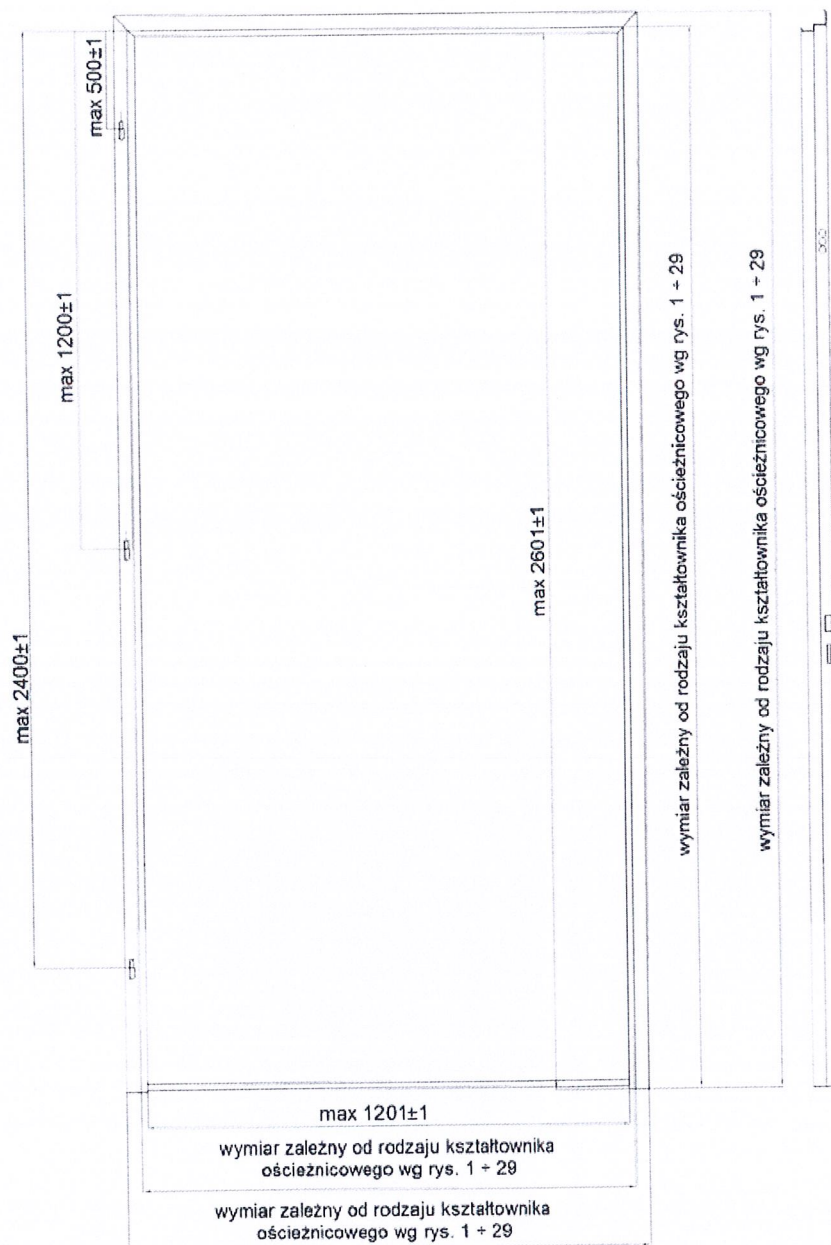 max 500±1
max 1200±1
max 2400±1
max 2601±1
wymiar zależny od rodzaju kształtownika ościeżnicowego wg rys. 1 ÷ 29
wymiar zależny od rodzaju kształtownika ościeżnicowego wg rys. 1 ÷ 29
max 1201±1
wymiar zależny od rodzaju kształtownika
ościeżnicowego wg rys. 1 ÷ 29
wymiar zależny od rodzaju kształtownika
ościeżnicowego wg rys. 1 ÷ 29